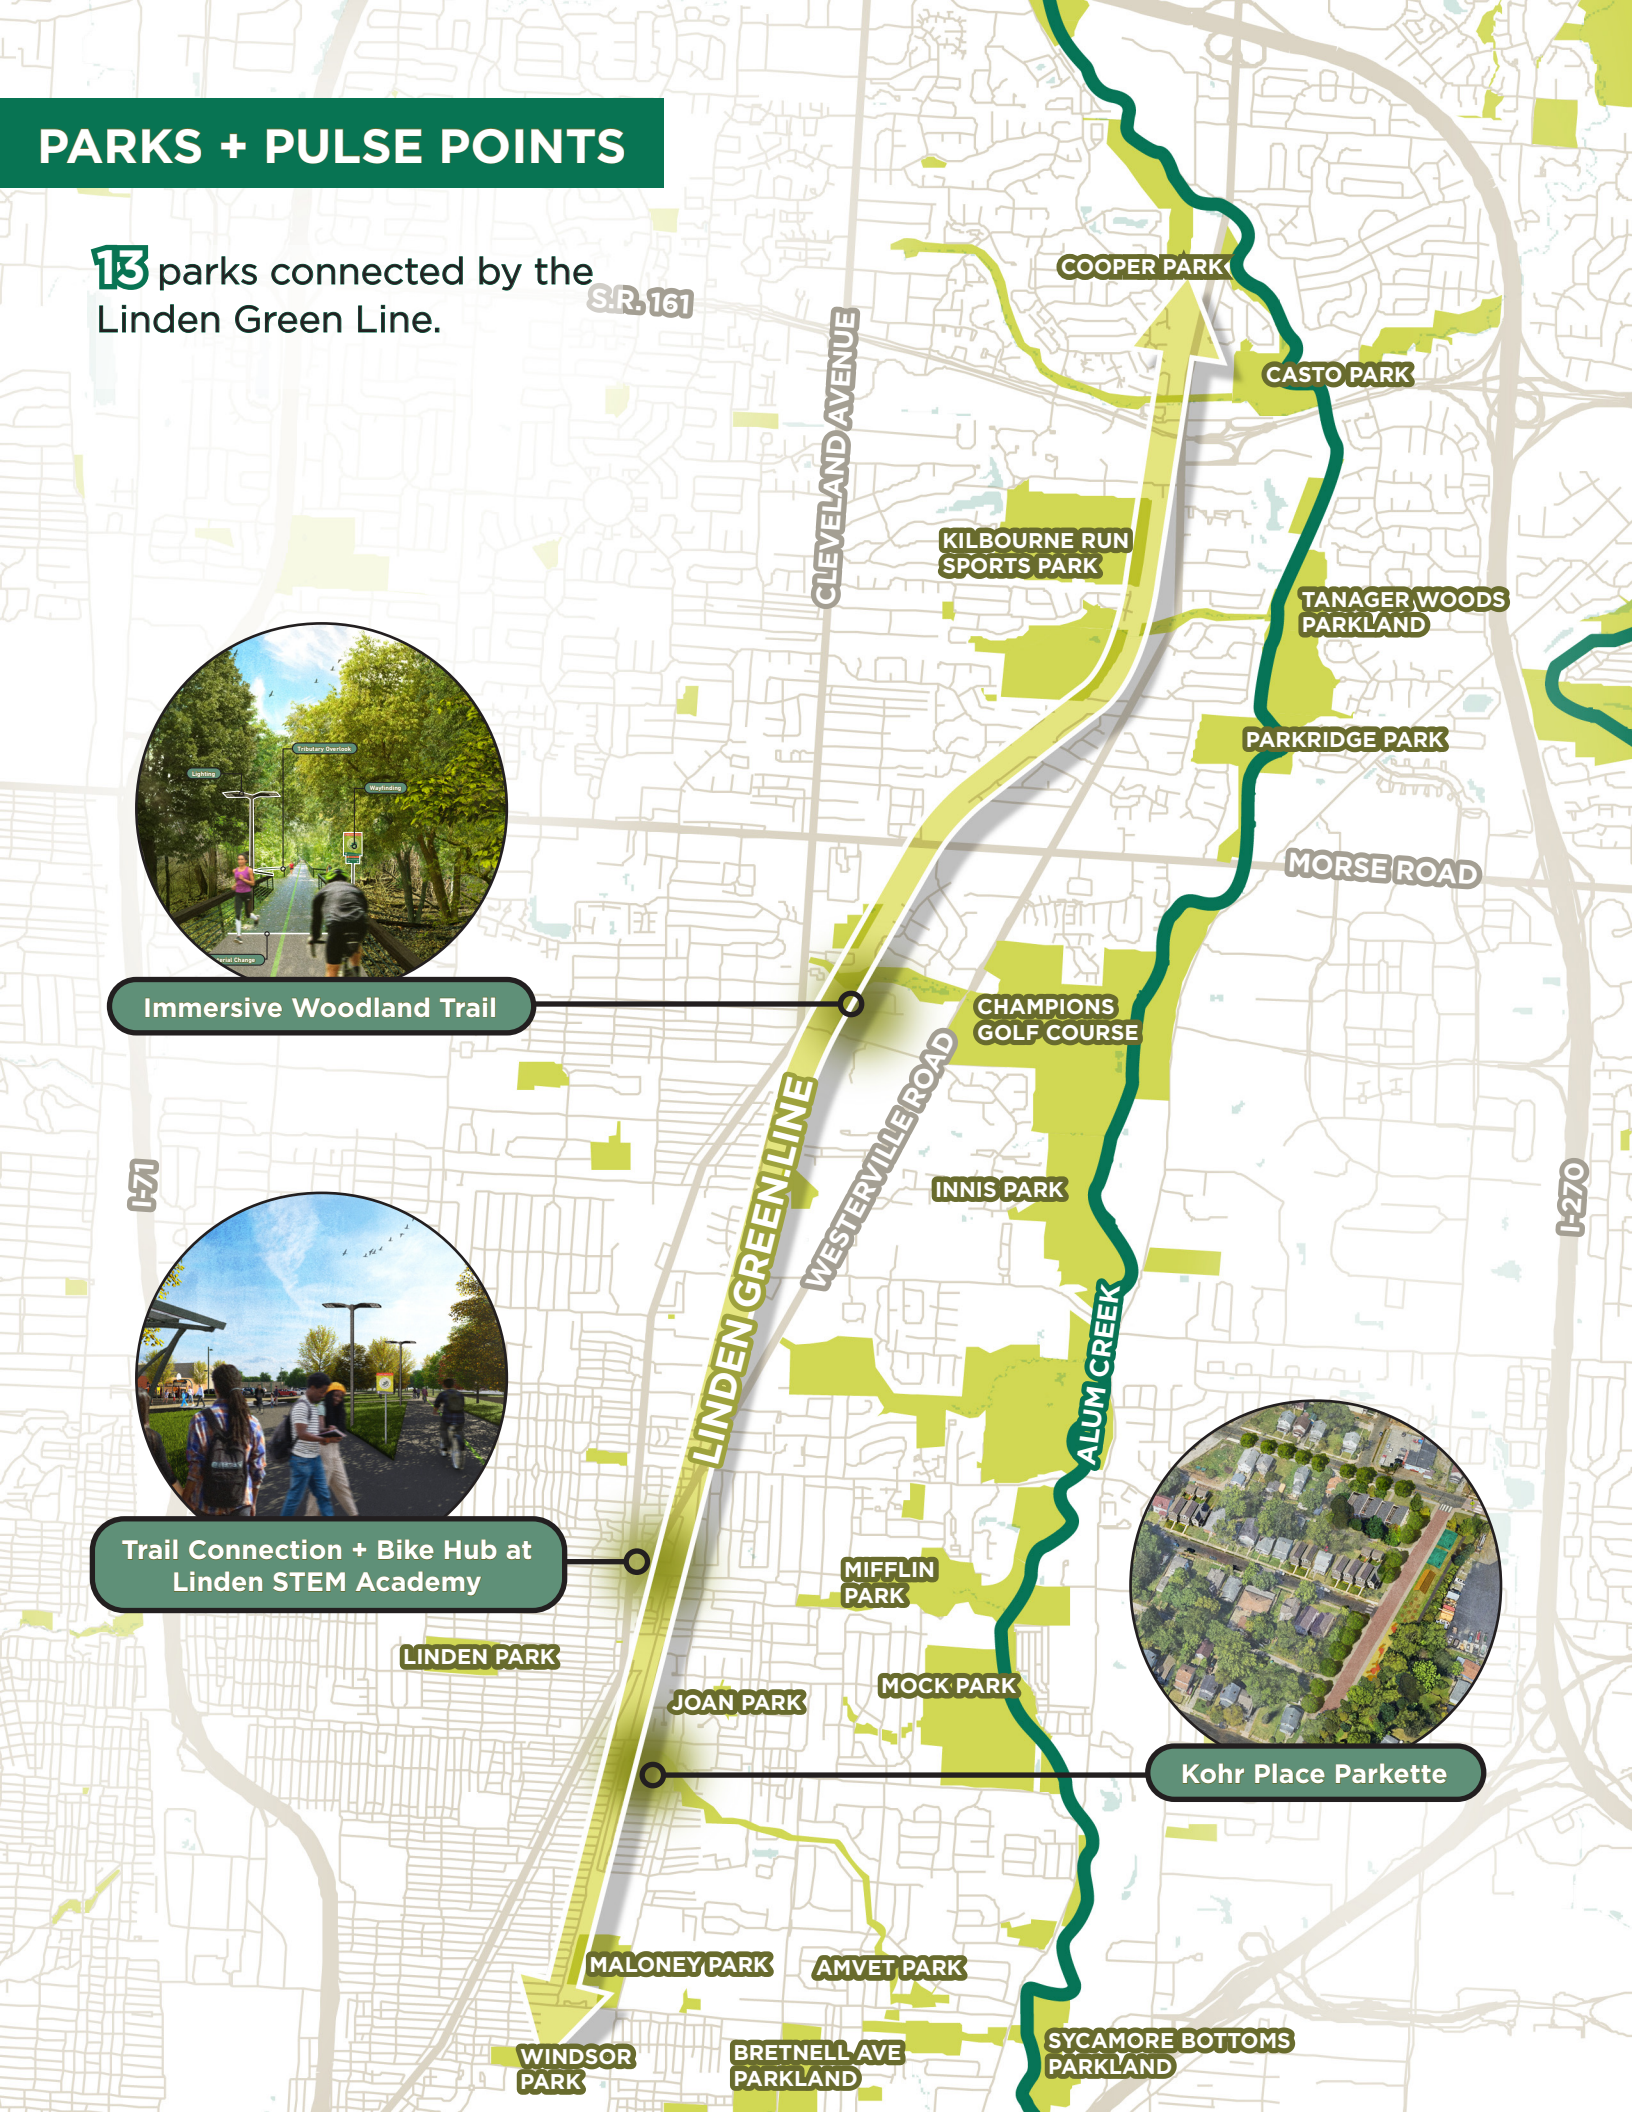 PARKS + PULSE POINTS
13 parks connected by the
Linden Green Line.
S.R. 161
CLEVELAND AVENUE
COOPER PARK
CASTO PARK
KILBOURNE RUN
SPORTS PARK
TANAGER WOODS
PARKLAND
PARKRIDGE PARK
MORSE ROAD
Tributary Overlook
Lighting
Wayfinding
Immersive Woodland Trail
CHAMPIONS
GOLF COURSE
WESTERVILLE ROAD
LINDEN GREEN LINE
INNIS PARK
I-71
I-270
ALUM CREEK
Trail Connection + Bike Hub at
Linden STEM Academy
MIFFLIN
PARK
LINDEN PARK
JOAN PARK
MOCK PARK
Kohr Place Parkette
MALONEY PARK
AMVET PARK
WINDSOR
PARK
BRETNELL AVE
PARKLAND
SYCAMORE BOTTOMS
PARKLAND